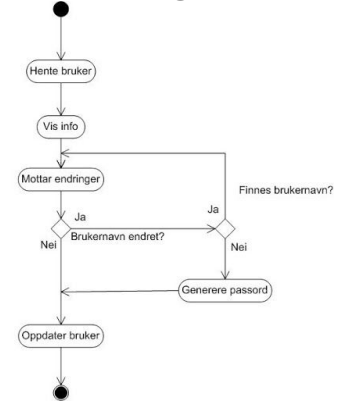 Hente bruker
Vis info
Mottar endringer
Finnes brukernavn?
Ja
Ja
Brukernavn endret?
Nei
Nei
Generere passord
Oppdater bruker